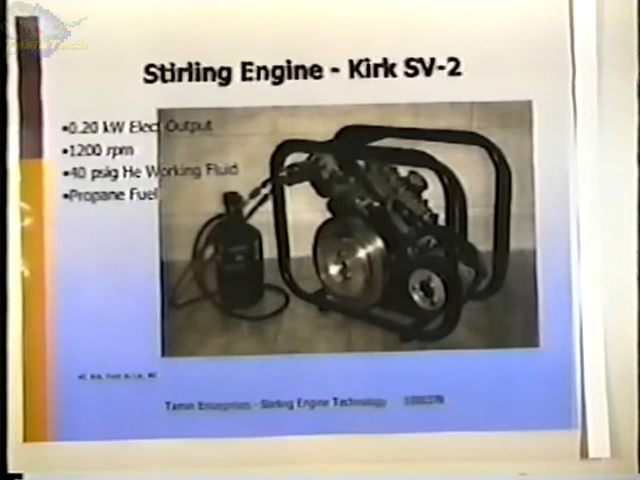 TaminTech
Stirling Engine - Kirk SV-2
•0.20 kW Elect Output
•1200 rpm
•40 psig He Working Fluid
•Propane Fuel
Tamin Enterprises - Stirling Engine Technology